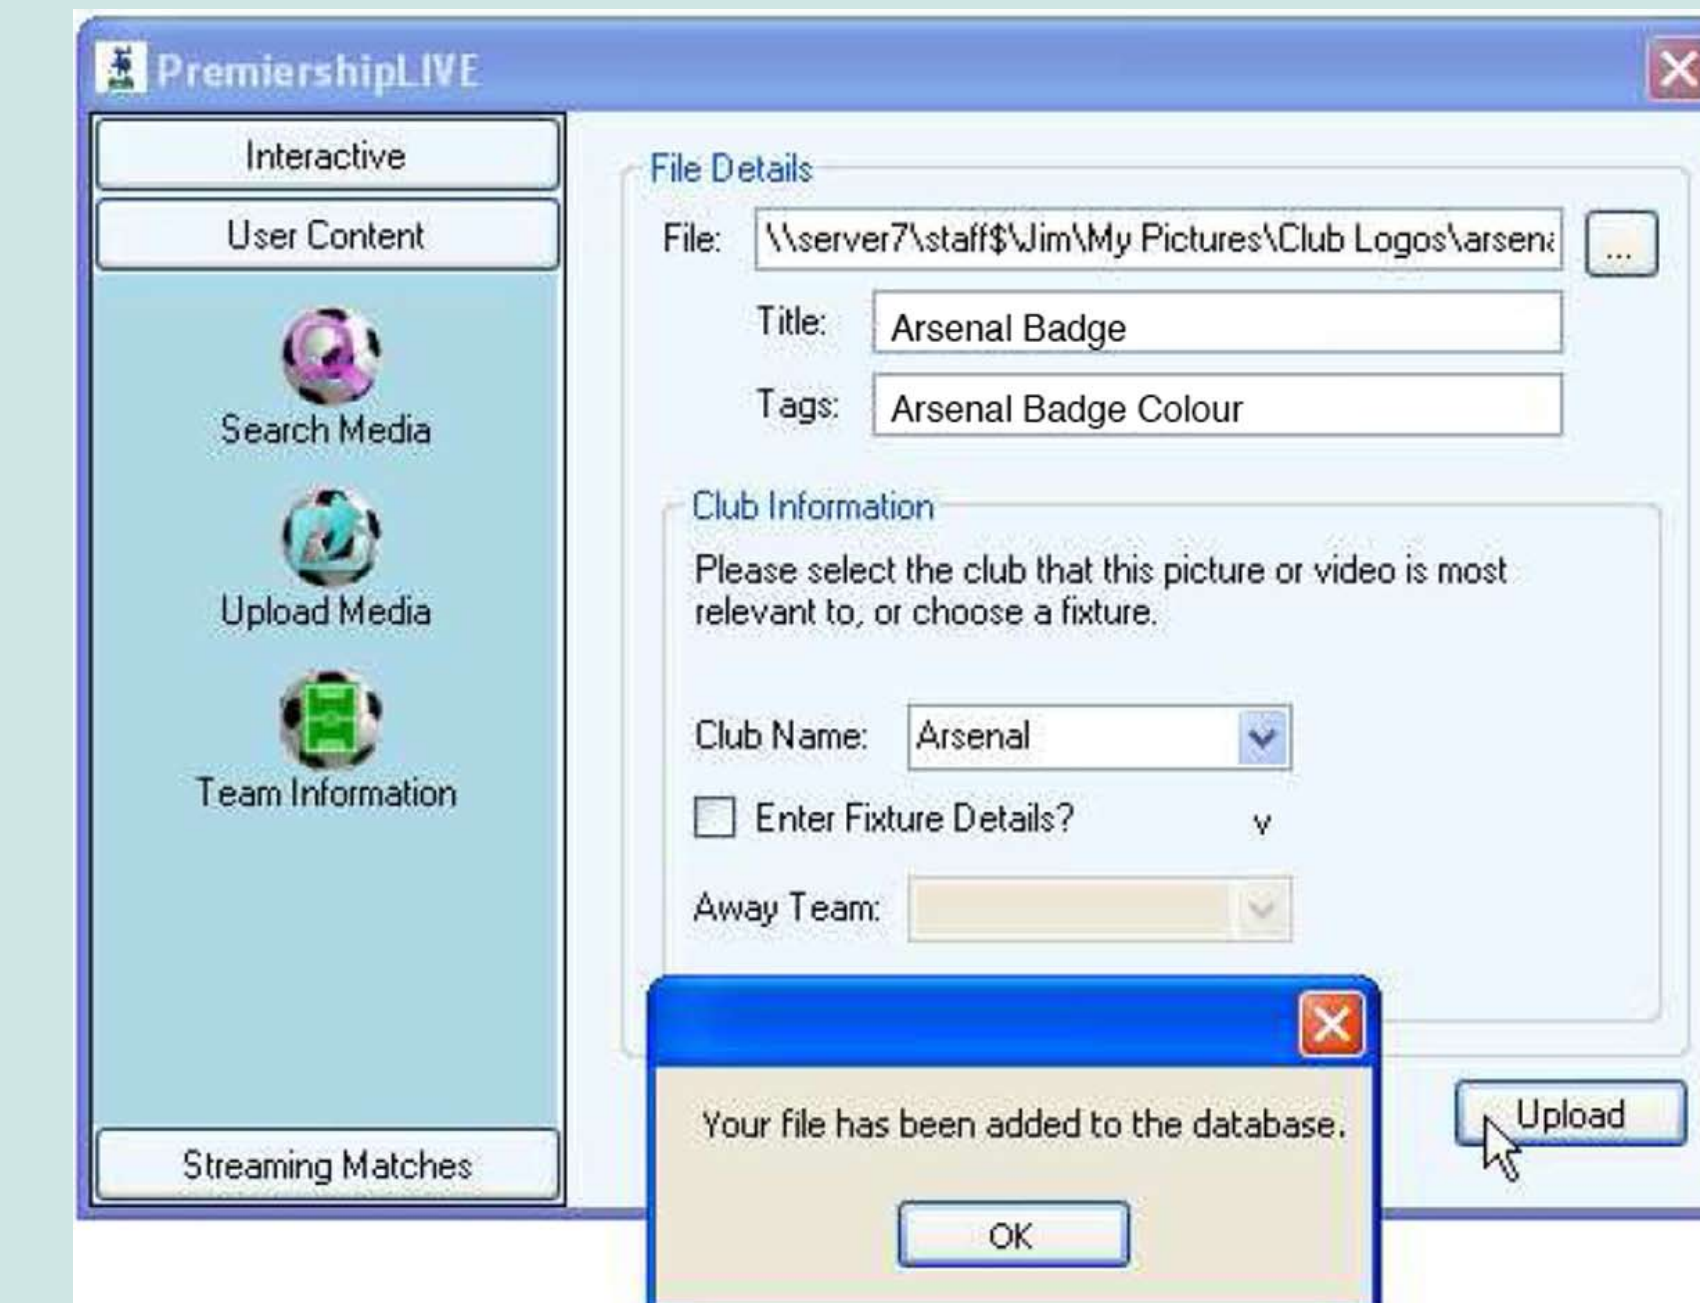 PremiershipLIVE
Interactive
User Content
Search Media
Upload Media
Team Information
Streaming Matches
File Details
File: \\server7\staff$\Jim\My Pictures\Club Logos\arsena
...
Title: Arsenal Badge
Tags: Arsenal Badge Colour
Club Information
Please select the club that this picture or video is most
relevant to, or choose a fixture.
Club Name: Arsenal
Enter Fixture Details? v
Away Team:
Upload
Your file has been added to the database.
OK